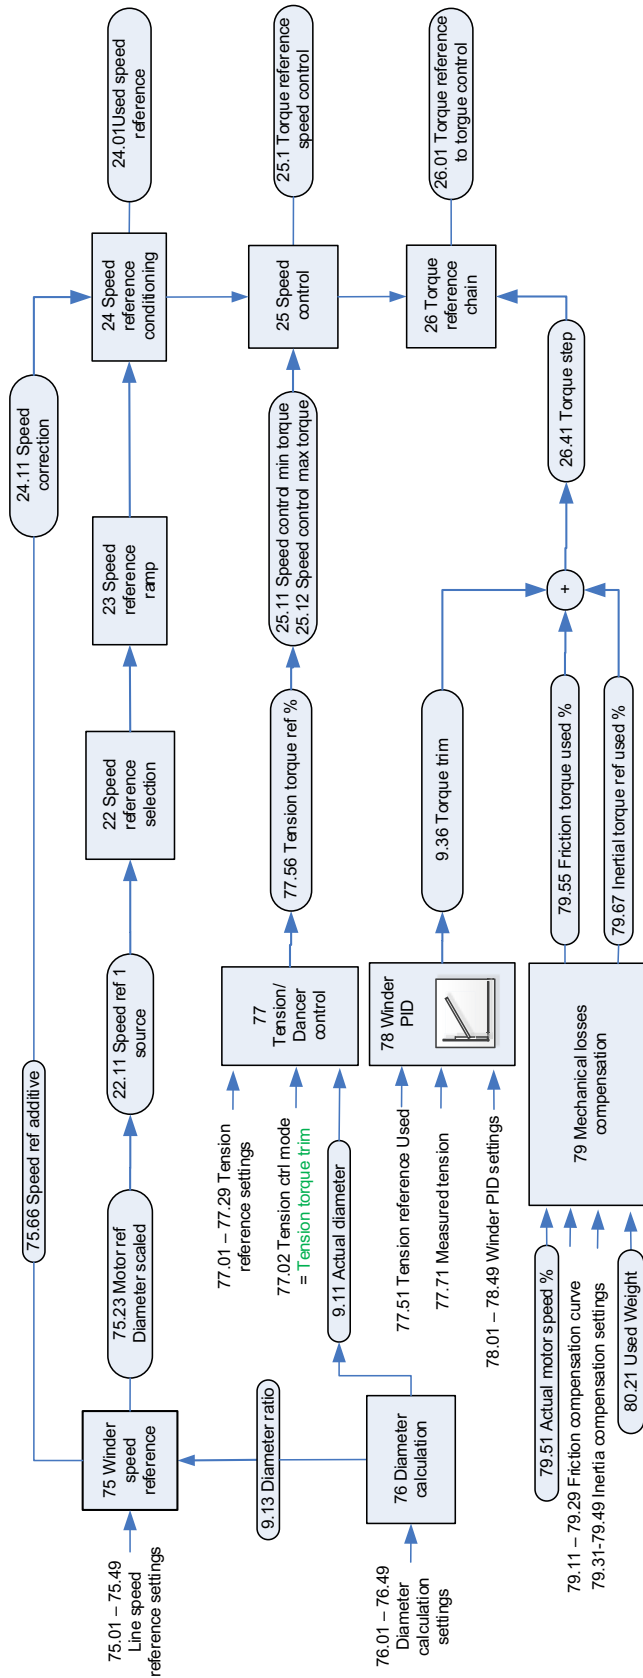 75.01 – 75.49
Line speed
reference settings
75 Winder
speed
reference
75.66 Speed ref additive
24.11 Speed
correction
75.23 Motor ref
Diameter scaled
22.11 Speed ref 1
source
22 Speed
reference
selection
23 Speed
reference
ramp
24 Speed
reference
conditioning
24.01Used speed
reference
9.13 Diameter ratio
76.01 – 76.49
Diameter
calculation
settings
76 Diameter
calculation
77.01 – 77.29 Tension
reference settings
77.02 Tension ctrl mode
= Tension torque trim
9.11 Actual diameter
77
Tension/
Dancer
control
77.56 Tension torque ref %
25.11 Speed control min torque
25.12 Speed control max torque
25 Speed
control
25.1 Torque reference
speed control
77.51 Tension reference Used
77.71 Measured tension
78.01 – 78.49 Winder PID settings
78 Winder
PID
9.36 Torque trim
26 Torque
reference
chain
26.01 Torque reference
to torgue control
79.51 Actual motor speed %
79.11 – 79.29 Friction compensation curve
79.31-79.49 Inertia compensation settings
80.21 Used Weight
79 Mechanical losses
compensation
79.55 Friction torque used %
79.67 Inertial torque ref used %
+
26.41 Torque step